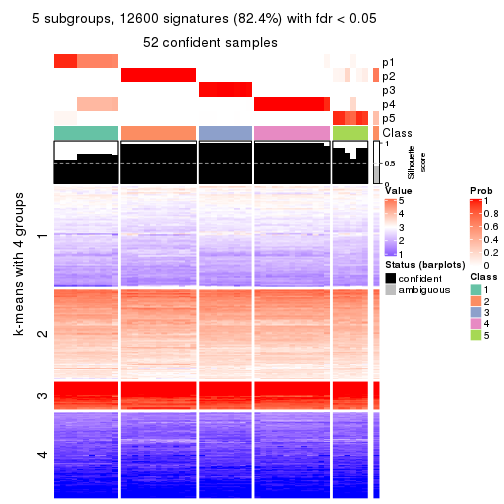 5 subgroups, 12600 signatures (82.4%) with fdr < 0.05
52 confident samples
p1
p2
p3
p4
p5
Class
1
0.5
0
Silhouette
score
k-means with 4 groups
1
2
3
4
Value
5
4
3
2
1
Status (barplots)
confident
ambiguous
Prob
1
0.8
0.6
0.4
0.2
0
Class
1
2
3
4
5